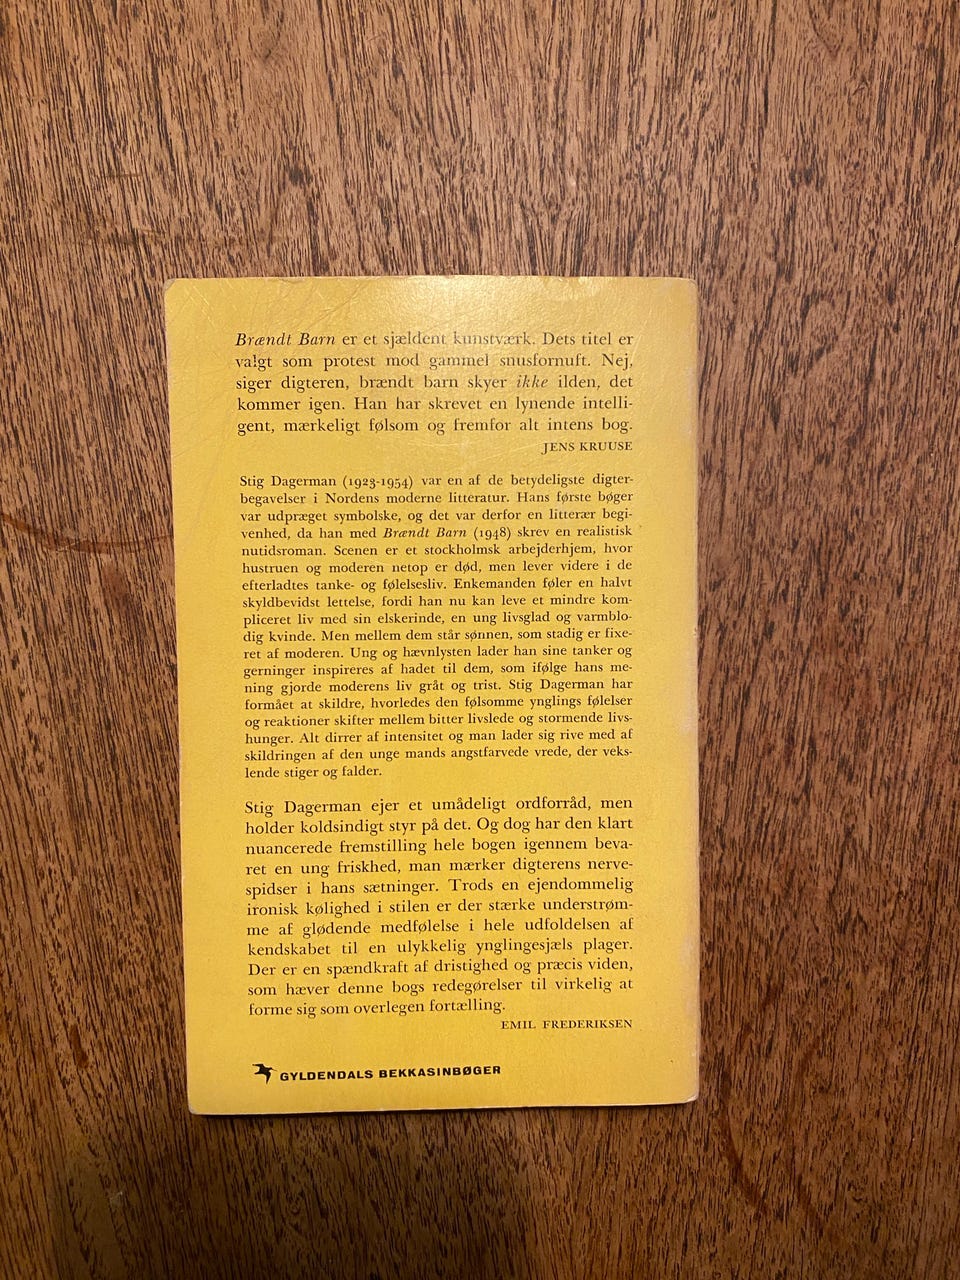 Brændt Barn er et sjældent kunstværk. Dets titel er
valgt som protest mod gammel snusfornuft. Nej,
siger digteren, brændt barn skyer ikke ilden, det
kommer igen. Han har skrevet en lynende intelli-
gent, mærkeligt følsom og fremfor alt intens bog.
JENS KRUUSE
Stig Dagerman (1923-1954) var en af de betydeligste digter-
begavelser i Nordens moderne litteratur. Hans første bøger
var udpræget symbolske, og det var derfor en litterær begi-
venhed, da han med Brændt Barn (1948) skrev en realistisk
nutidsroman. Scenen er et stockholmsk arbejderhjem, hvor
hustruen og moderen netop er død, men lever videre i de
efterladtes tanke- og følelsesliv. Enkemanden føler en halvt
skyldbevidst lettelse, fordi han nu kan leve et mindre kom-
pliceret liv med sin elskerinde, en ung livsglad og varmblo-
dig kvinde. Men mellem dem står sønnen, som stadig er fixe-
ret af moderen. Ung og hævnlysten lader han sine tanker og
gerninger inspireres af hadet til dem, som ifølge hans me-
ning gjorde moderens liv gråt og trist. Stig Dagerman har
formået at skildre, hvorledes den følsomme ynglings følelser
og reaktioner skifter mellem bitter livslede og stormende livs-
hunger. Alt dirrer af intensitet og man lader sig rive med af
skildringen af den unge mands angstfarvede vrede, der veks-
lende stiger og falder.
Stig Dagerman ejer et umådeligt ordforråd, men
holder koldsindigt styr på det. Og dog har den klart
nuancerede fremstilling hele bogen igennem beva-
ret en ung friskhed, man mærker digterens nerve-
spidser i hans sætninger. Trods en ejendommelig
ironisk kølighed i stilen er der stærke understrøm-
me af glødende medfølelse i hele udfoldelsen af
kendskabet til en ulykkelig ynglingesjæls plager.
Der er en spændkraft af dristighed og præcis viden,
som hæver denne bogs redegørelser til virkelig at
forme sig som overlegen fortælling.
EMIL FREDERIKSEN
GYLDENDALS BEKKASINBØGER